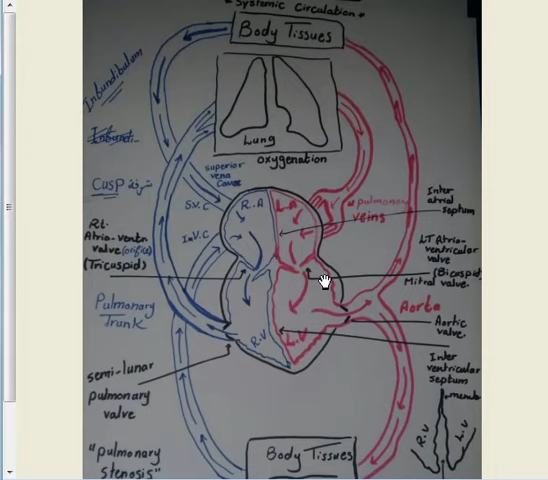 "Systemic Circulation"
Body Tissues
Lung
oxygenation
Infundibulum
Cusp شرفة
superior
vena
Cava
S.V.C
R.A
L.A
"pulmonary
veins
Inter
atrial
septum
Rt.
Atrio-ventr
valve (orifice)
(Tricuspid)
In.V.C
LT Atrio-
ventricular
valve
(Bicuspid
Mitral valve.
Pulmonary
Trunk
Aorta
Aortic
valve.
R.V
L.V
Inter
ventricular
septum
semi-lunar
pulmonary
valve
"pulmonary
stenosis"
Body Tissues
R.V
L.V